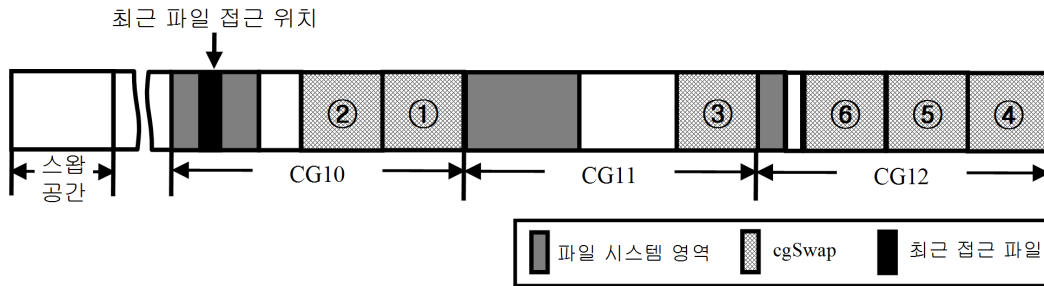 최근 파일 접근 위치
② ① ③ ⑥ ⑤ ④
스왑
공간
CG10 CG11 CG12
파일 시스템 영역 cgSwap 최근 접근 파일